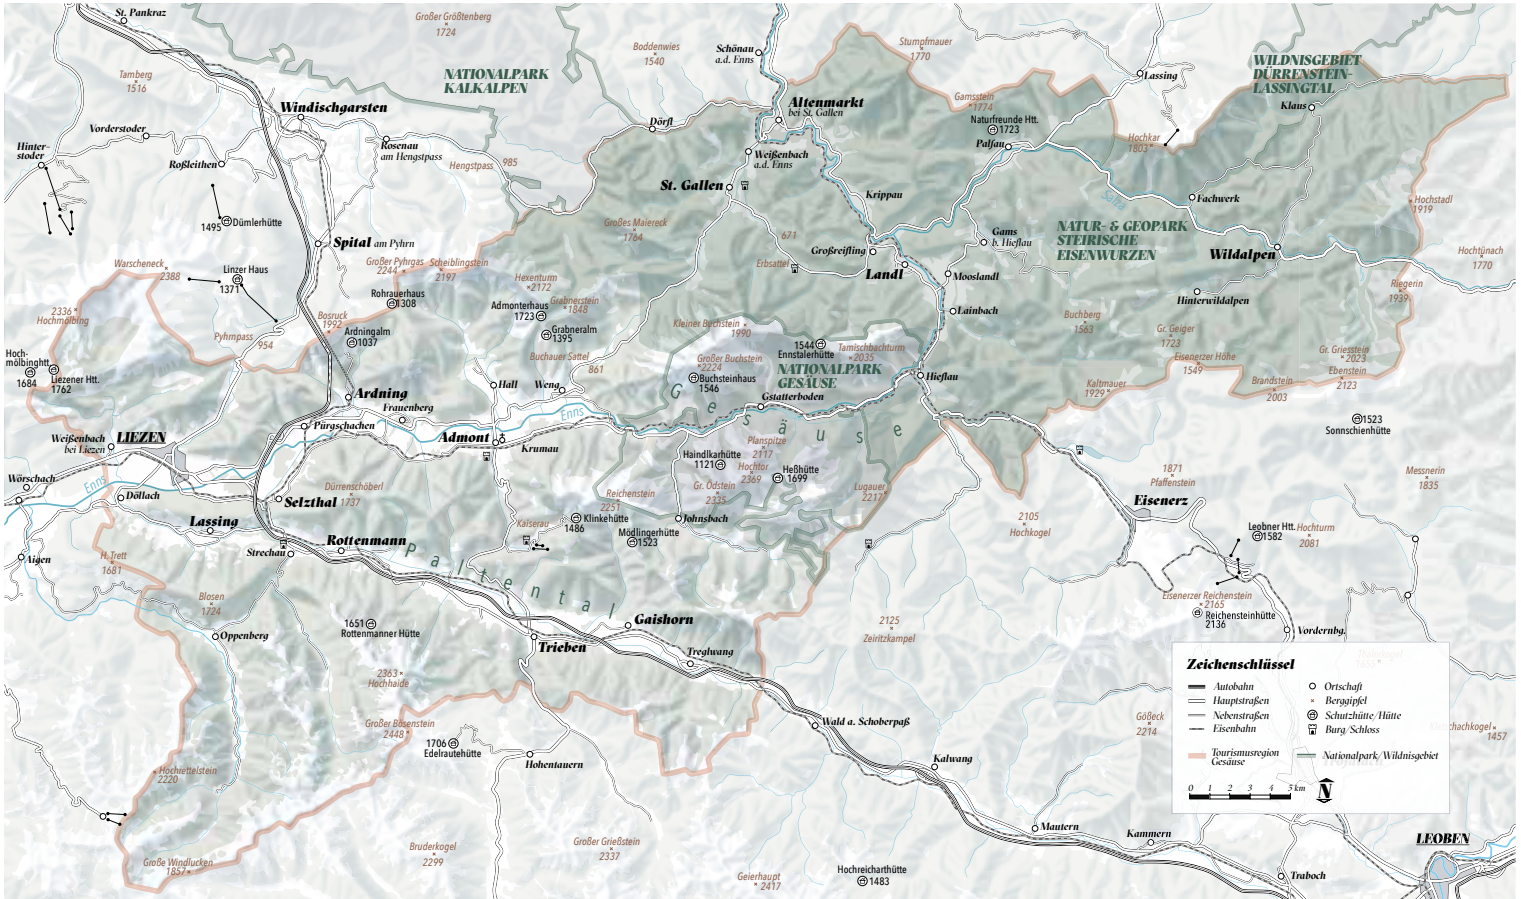 St. Pankraz
Großer Größtenberg
1724
Boddenwies
1540
Schönau
a.d. Enns
Stumpfmauer
1770
Tamberg
1516
NATIONALPARK
KALKALPEN
Lassing
WILDNISGEBIET
DÜRRENSTEIN-
LASSINGTAL
Klaus
Windischgarsten
Altenmarkt
bei St. Gallen
Gamsstein
1774
Naturfreunde Htt.
1723
Palfau
Hochkar
1803
Vorderstoder
Dörfl
Hinter-
stoder
Roßleithen
Rosenau
am Hengstpass
Hengstpass 985
Weißenbach
a.d. Enns
St. Gallen
Krippau
Salza
Fachwerk
Hochstadl
1919
1495
Dümlerhütte
Großes Maiereck
1764
671
Erbsattel
Großreifling
Landl
Gams
b. Hieflau
NATUR- & GEOPARK
STEIRISCHE
EISENWURZEN
Wildalpen
Hochtünach
1770
Spital am Pyhrn
Warscheneck
2388
Linzer Haus
1371
Großer Pyhrgas
2244
Scheiblingstein
2197
Rohrauerhaus
1308
Hexenturm
2172
Admonterhaus
1723
Grabnerstein
1848
Grabneralm
1395
Mooslandl
Lainbach
Hinterwildalpen
Riegerin
1939
2336
Hochmölbing
Bosruck
1992
Ardningalm
1037
Pyhrnpass 954
Buchauer Sattel
861
Kleiner Buchstein
1990
1544
Ennstalerhütte
Tamischbachturm
2035
Buchberg
1563
Gr. Geiger
1723
Eisenerzer Höhe
1549
Gr. Griesstein
2023
Ebenstein
2123
Hoch-
mölbinghtt.
1684
Liezener Htt.
1762
Großer Buchstein
2224
Buchsteinhaus
1546
NATIONALPARK
GESÄUSE
Gstatterboden
Hieflau
Kaltmauer
1929
Brandstein
2003
Ardning
Hall
Weng
Frauenberg
Enns
Gesäuse
1523
Sonnschienhütte
Weißenbach
bei Liezen
LIEZEN
Pürgschachen
Admont
Krumau
Planspitze
2117
Haindlkarhütte
1121
Hochtor
2369
Heßhütte
1699
Wörschach
Enns
Döllach
Selzthal
Dürrenschöberl
1737
Reichenstein
2251
Gr. Ödstein
2335
Lugauer
2217
1871
Pfaffenstein
Messnerin
1835
Eisenerz
Lassing
Kaiserau
Klinkehütte
1486
Johnsbach
Mödlingerhütte
1523
2105
Hochkogel
Leobner Htt.
1582
Hochturm
2081
Aigen
H. Trett
1681
Strechau
Rottenmann
Paltental
Blosen
1724
Oppenberg
1651
Rottenmanner Hütte
Gaishorn
Trieben
Treglwang
2125
Zeiritzkampel
Eisenerzer Reichenstein
2165
Reichensteinhütte
2136
Vordernbg.
2363
Hochhaide
Großer Bösenstein
2448
1706
Edelrautehütte
Hohentauern
Wald a. Schoberpaß
Gößeck
2214
Hochrettelstein
2220
Kalwang
1457
Zeichenschlüssel
Autobahn
Hauptstraßen
Nebenstraßen
Eisenbahn
Tourismusregion
Gesäuse
Ortschaft
Berggipfel
Schutzhütte/Hütte
Burg/Schloss
Nationalpark/Wildnisgebiet
0 1 2 3 4 5 km
N
Mautern
Kammern
LEOBEN
Große Windlucken
1857
Bruderkogel
2299
Großer Grießstein
2337
Geierhaupt
2417
Hochreicharthütte
1483
Traboch